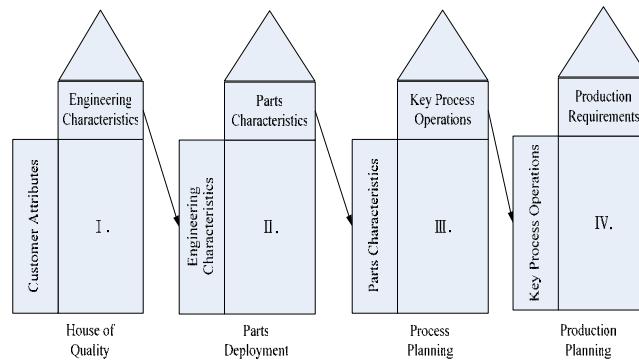 Engineering
Characteristics
Customer Attributes
I.
House of
Quality
Parts
Characteristics
Engineering
Characteristics
II.
Parts
Deployment
Key Process
Operations
Parts Characteristics
III.
Process
Planning
Production
Requirements
Key Process Operations
IV.
Production
Planning